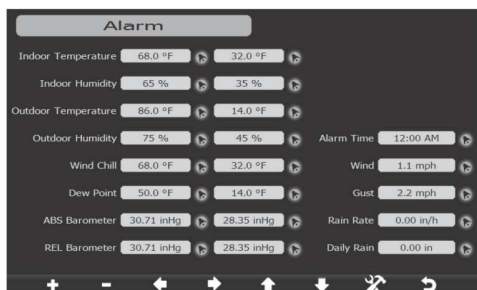 Alarm
Indoor Temperature 68.0 °F 32.0 °F
Indoor Humidity 65 % 35 %
Outdoor Temperature 86.0 °F 14.0 °F
Outdoor Humidity 75 % 45 % Alarm Time 12:00 AM
Wind Chill 68.0 °F 32.0 °F Wind 1.1 mph
Dew Point 50.0 °F 14.0 °F Gust 2.2 mph
ABS Barometer 30.71 inHg 28.35 inHg Rain Rate 0.00 in/h
REL Barometer 30.71 inHg 28.35 inHg Daily Rain 0.00 in